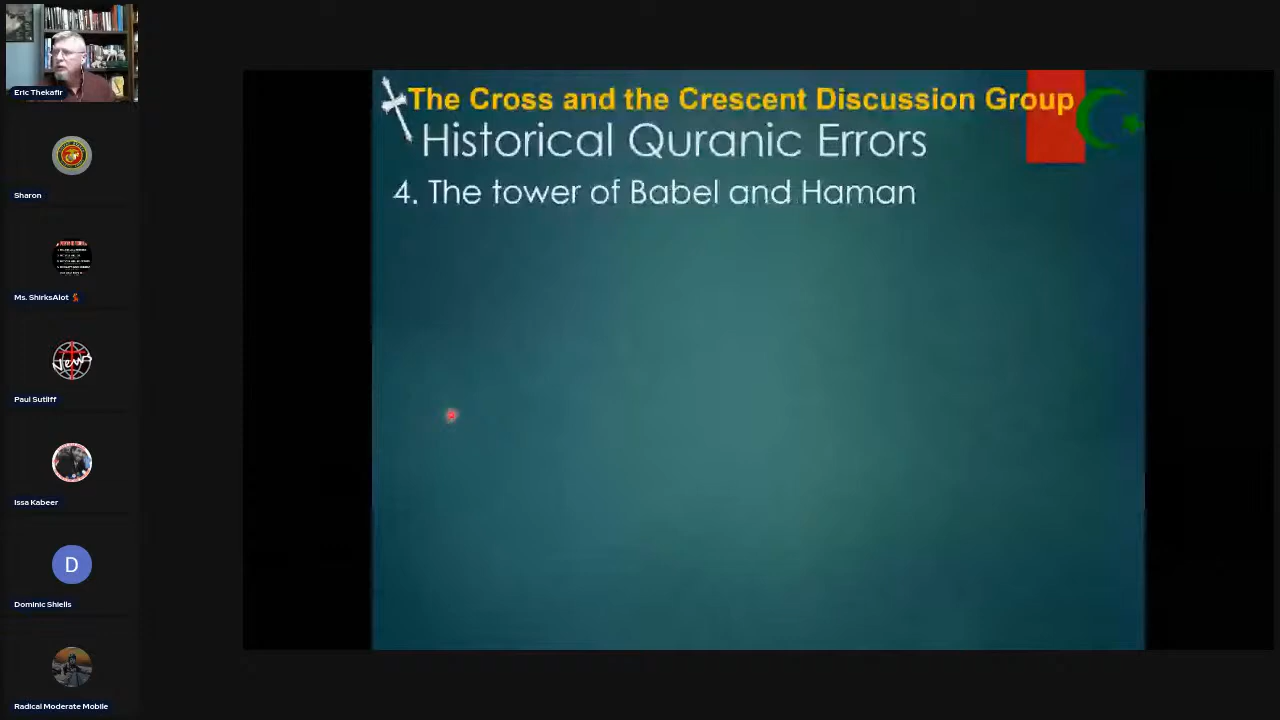 Eric Thekafir
Sharon
Ms. ShirksAlot 💃
News
Paul Sutliff
Issa Kabeer
D
Dominic Shiells
Radical Moderate Mobile
The Cross and the Crescent Discussion Group
Historical Quranic Errors
4. The tower of Babel and Haman